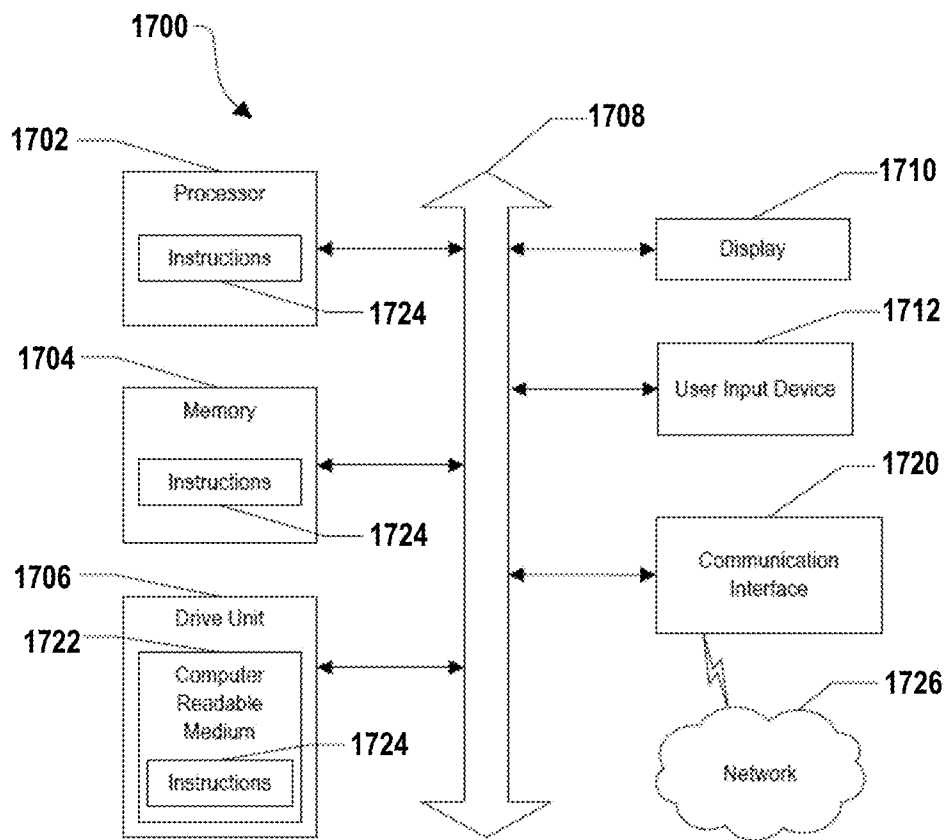 1700
1702
1708
Processor
1710
Instructions
Display
1724
1712
1704
User Input Device
Memory
1720
Instructions
1724
Communication
Interface
1706
Drive Unit
1722
Computer
Readable
Medium
1726
1724
Instructions
Network